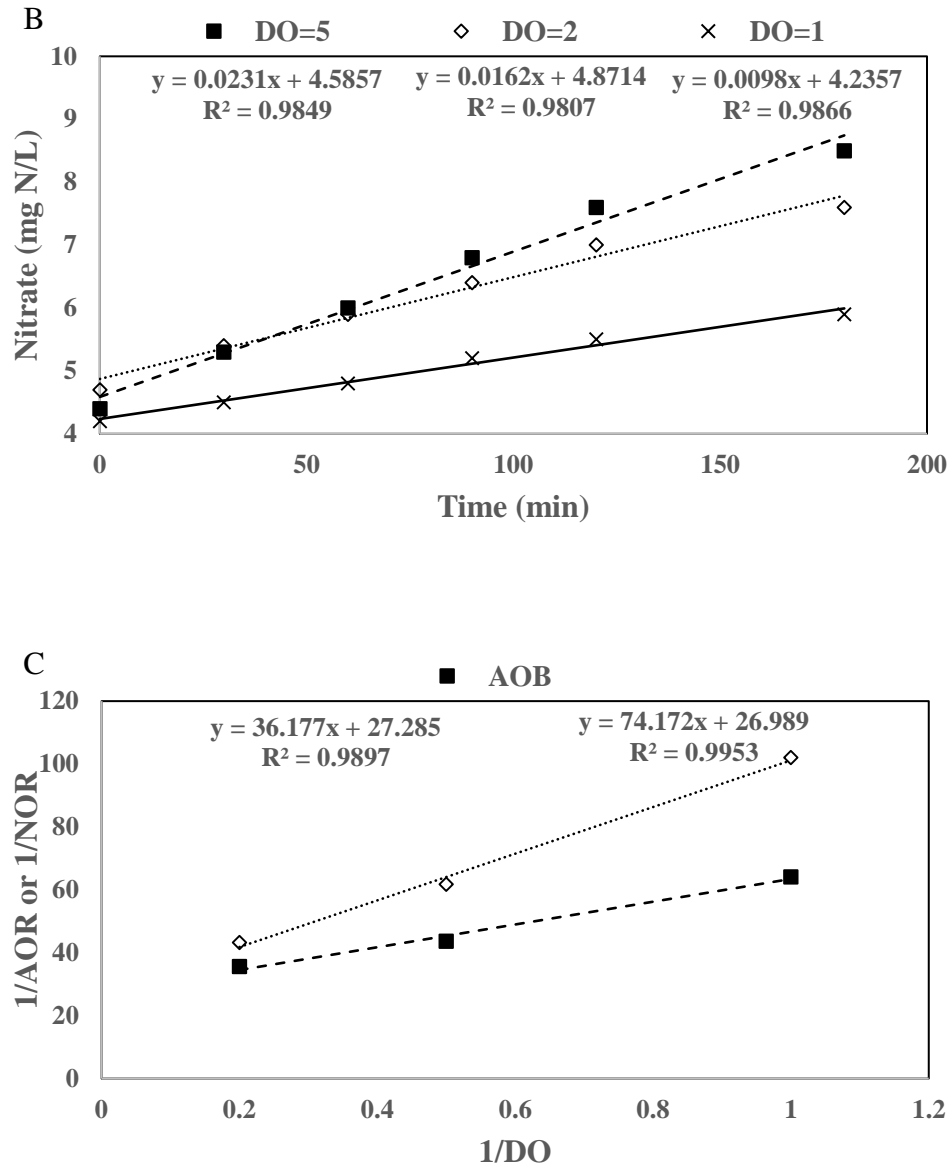 B
DO=5 DO=2 DO=1
y = 0.0231x + 4.5857 y = 0.0162x + 4.8714 y = 0.0098x + 4.2357
R² = 0.9849 R² = 0.9807 R² = 0.9866
Nitrate (mg N/L)
10
9
8
7
6
5
4
0 50 100 150 200
Time (min)
C
AOB
y = 36.177x + 27.285 y = 74.172x + 26.989
R² = 0.9897 R² = 0.9953
1/AOR or 1/NOR
120
100
80
60
40
20
0
0 0.2 0.4 0.6 0.8 1 1.2
1/DO